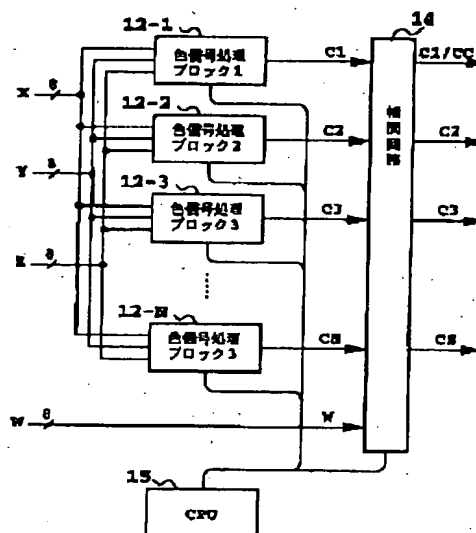 12-1
色信号処理
ブロック1
C1
14
C1/CC
X 8
12-2
色信号処理
ブロック2
C2
C2
Y 8
12-3
色信号処理
ブロック3
C3
C3
Z 8
補間回路
12-N
色信号処理
ブロック3
CN
CN
W 8
W
15
CPU